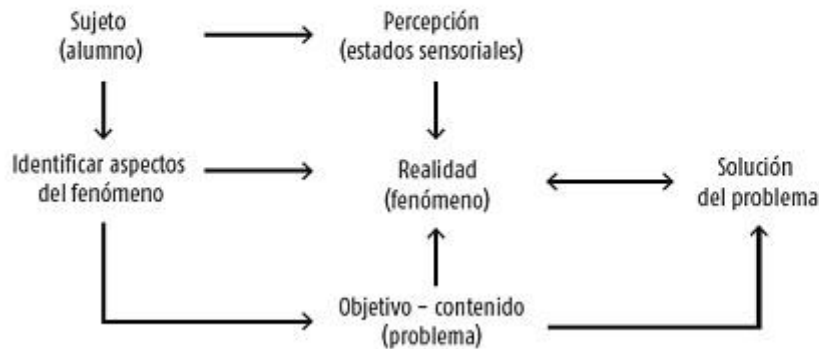 Sujeto
(alumno)
Percepción
(estados sensoriales)
Identificar aspectos
del fenómeno
Realidad
(fenómeno)
Solución
del problema
Objetivo – contenido
(problema)